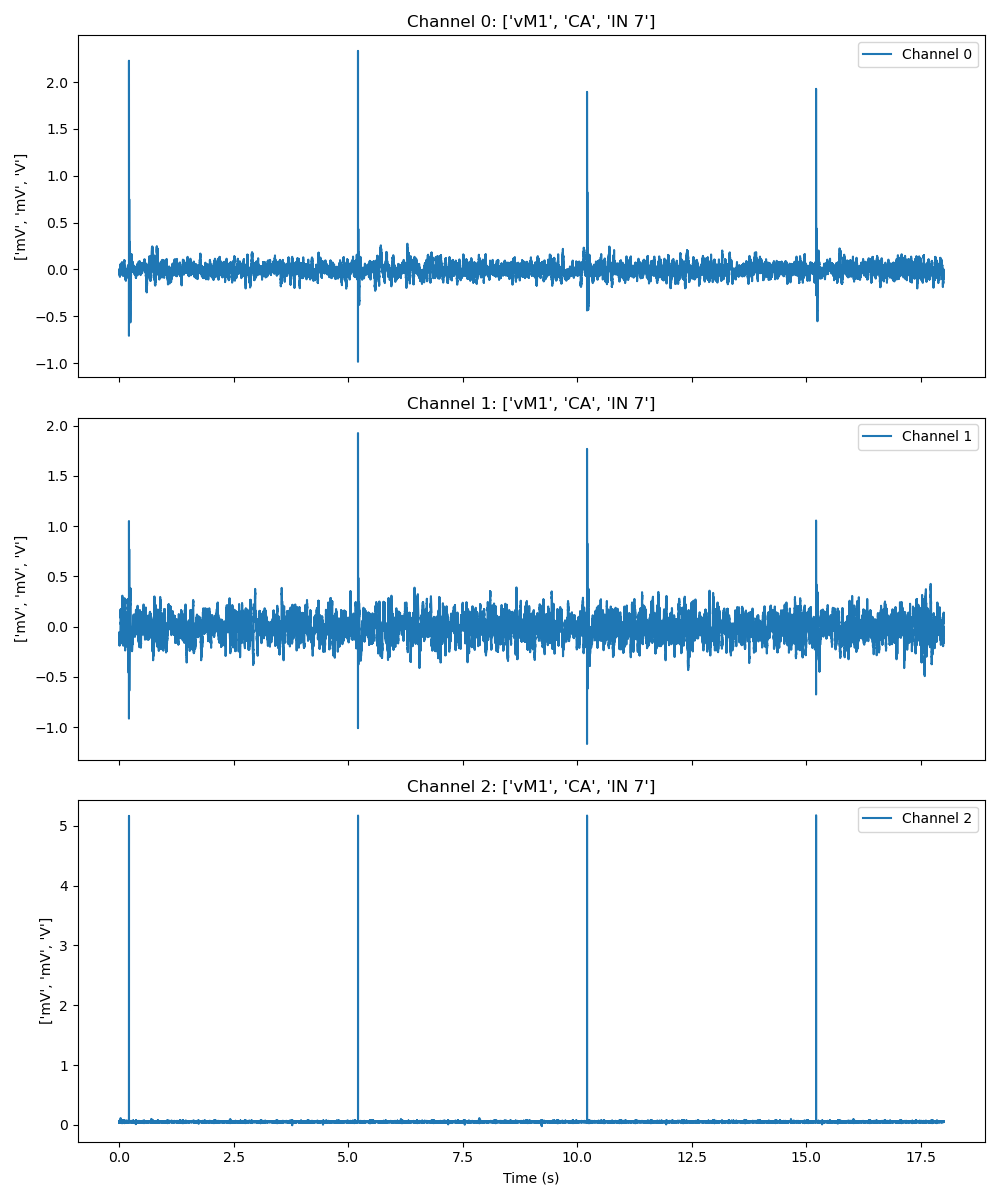 Channel 0: ['vM1', 'CA', 'IN 7']
Channel 0
['mV', 'mV', 'V']
2.0
1.5
1.0
0.5
0.0
−0.5
−1.0
Channel 1: ['vM1', 'CA', 'IN 7']
Channel 1
['mV', 'mV', 'V']
2.0
1.5
1.0
0.5
0.0
−0.5
−1.0
Channel 2: ['vM1', 'CA', 'IN 7']
Channel 2
['mV', 'mV', 'V']
5
4
3
2
1
0
0.0 2.5 5.0 7.5 10.0 12.5 15.0 17.5
Time (s)